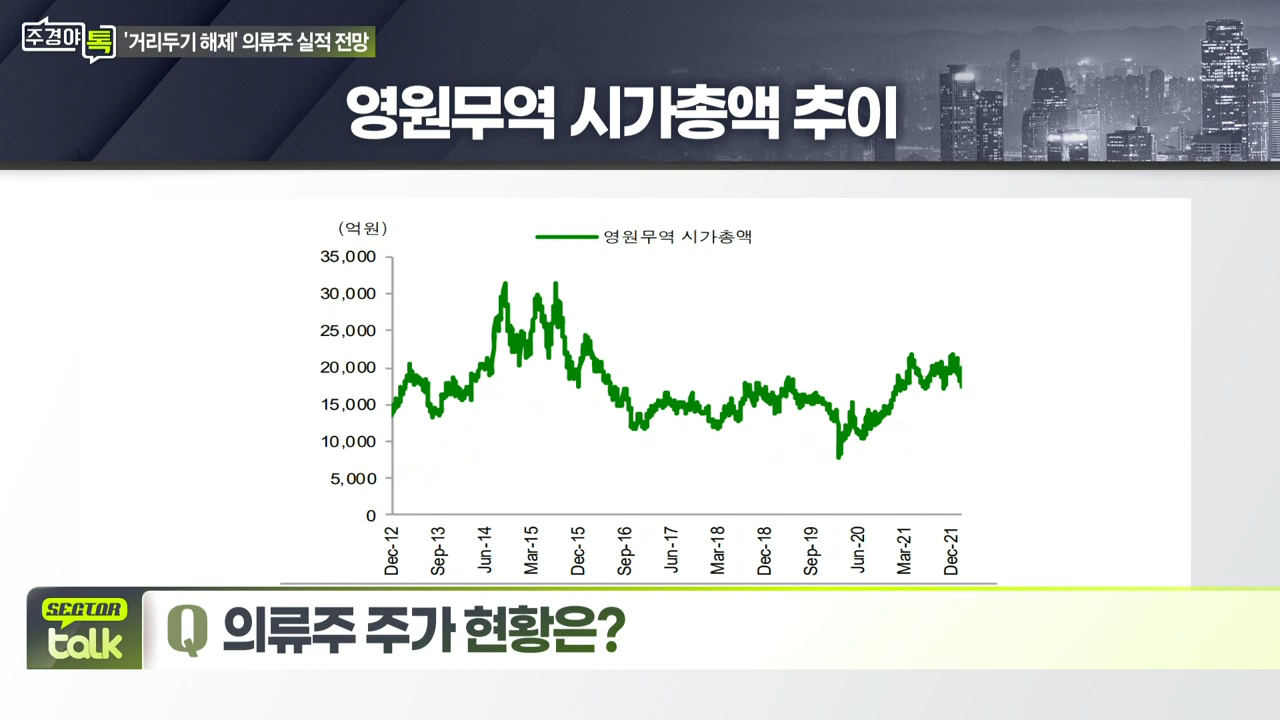 주경야톡 '거리두기 해제' 의류주 실적 전망
영원무역 시가총액 추이
(억원)
영원무역 시가총액
35,000
30,000
25,000
20,000
15,000
10,000
5,000
0
Dec-12 Sep-13 Jun-14 Mar-15 Dec-15 Sep-16 Jun-17 Mar-18 Dec-18 Sep-19 Jun-20 Mar-21 Dec-21
SECTOR
talk
Q 의류주 주가 현황은?